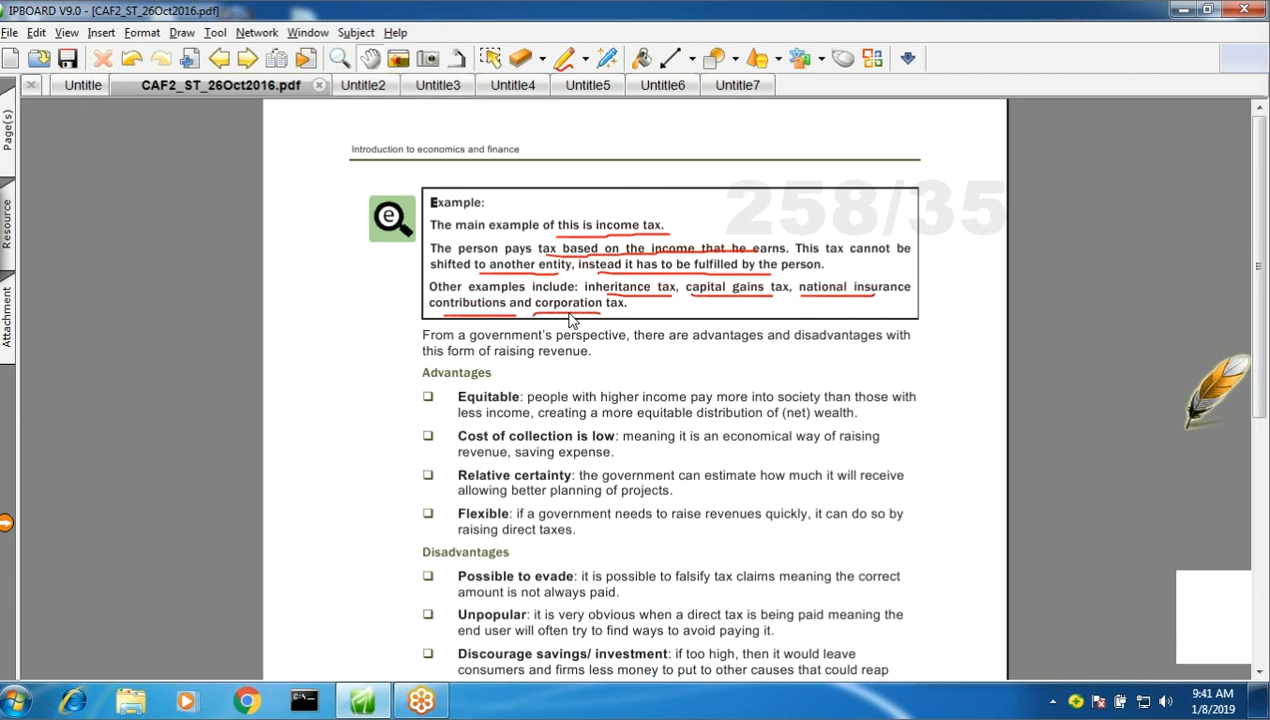 IPBOARD V9.0 - [CAF2_ST_26Oct2016.pdf]
File Edit View Insert Format Draw Tool Network Window Subject Help
Untitle CAF2_ST_26Oct2016.pdf Untitle2 Untitle3 Untitle4 Untitle5 Untitle6 Untitle7
Page(s)
Resource
Attachment
Introduction to economics and finance
258/35
Example:
The main example of this is income tax.
The person pays tax based on the income that he earns. This tax cannot be
shifted to another entity, instead it has to be fulfilled by the person.
Other examples include: inheritance tax, capital gains tax, national insurance
contributions and corporation tax.
From a government's perspective, there are advantages and disadvantages with
this form of raising revenue.
Advantages
Equitable: people with higher income pay more into society than those with
less income, creating a more equitable distribution of (net) wealth.
Cost of collection is low: meaning it is an economical way of raising
revenue, saving expense.
Relative certainty: the government can estimate how much it will receive
allowing better planning of projects.
Flexible: if a government needs to raise revenues quickly, it can do so by
raising direct taxes.
Disadvantages
Possible to evade: it is possible to falsify tax claims meaning the correct
amount is not always paid.
Unpopular: it is very obvious when a direct tax is being paid meaning the
end user will often try to find ways to avoid paying it.
Discourage savings/ investment: if too high, then it would leave
consumers and firms less money to put to other causes that could reap
9:41 AM
1/8/2019